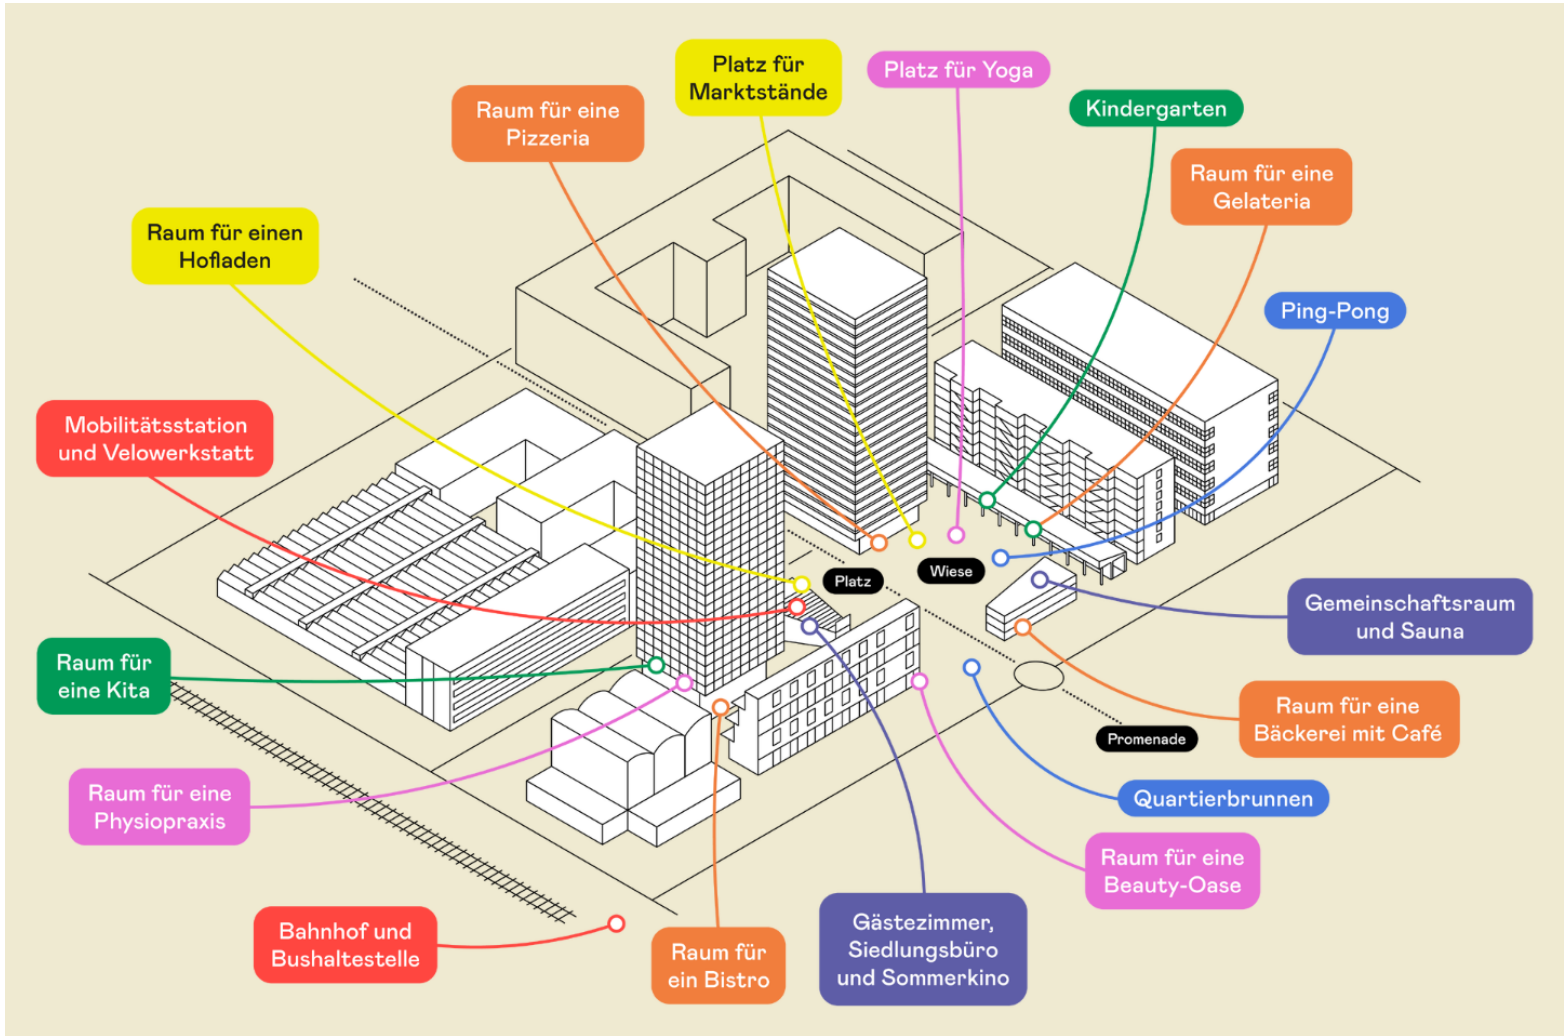 Platz für
Marktstände
Platz für Yoga
Raum für eine
Pizzeria
Kindergarten
Raum für eine
Gelateria
Raum für einen
Hofladen
Ping-Pong
Mobilitätsstation
und Velowerkstatt
Platz
Wiese
Gemeinschaftsraum
und Sauna
Raum für
eine Kita
Raum für eine
Bäckerei mit Café
Promenade
Raum für eine
Physiopraxis
Quartierbrunnen
Raum für eine
Beauty-Oase
Bahnhof und
Bushaltestelle
Raum für
ein Bistro
Gästezimmer,
Siedlungsbüro
und Sommerkino